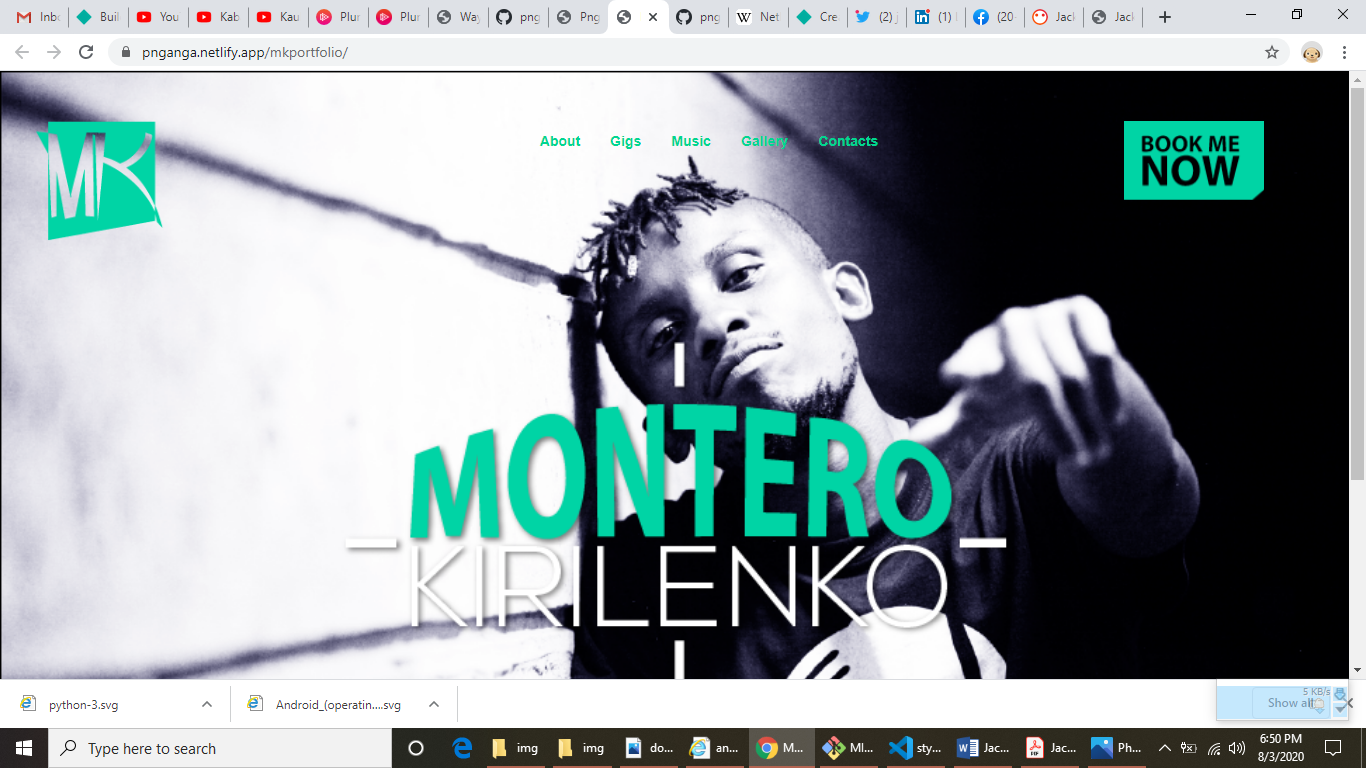 Inbo
Buil
You
Kab
Kau
Plur
Plur
Way
png
Png
png
W
Net
Cre
(2) j
in
(1) I
(20
Jacl
Jacl
pnganga.netlify.app/mkportfolio/
MK
About
Gigs
Music
Gallery
Contacts
BOOK ME
NOW
MONTERO
KIRILENKO
python-3.svg
Android_(operatin....svg
5 KB/s
Show all
Type here to search
img
img
do...
an...
M...
MI...
sty...
Jac...
Jac...
Ph...
6:50 PM
8/3/2020